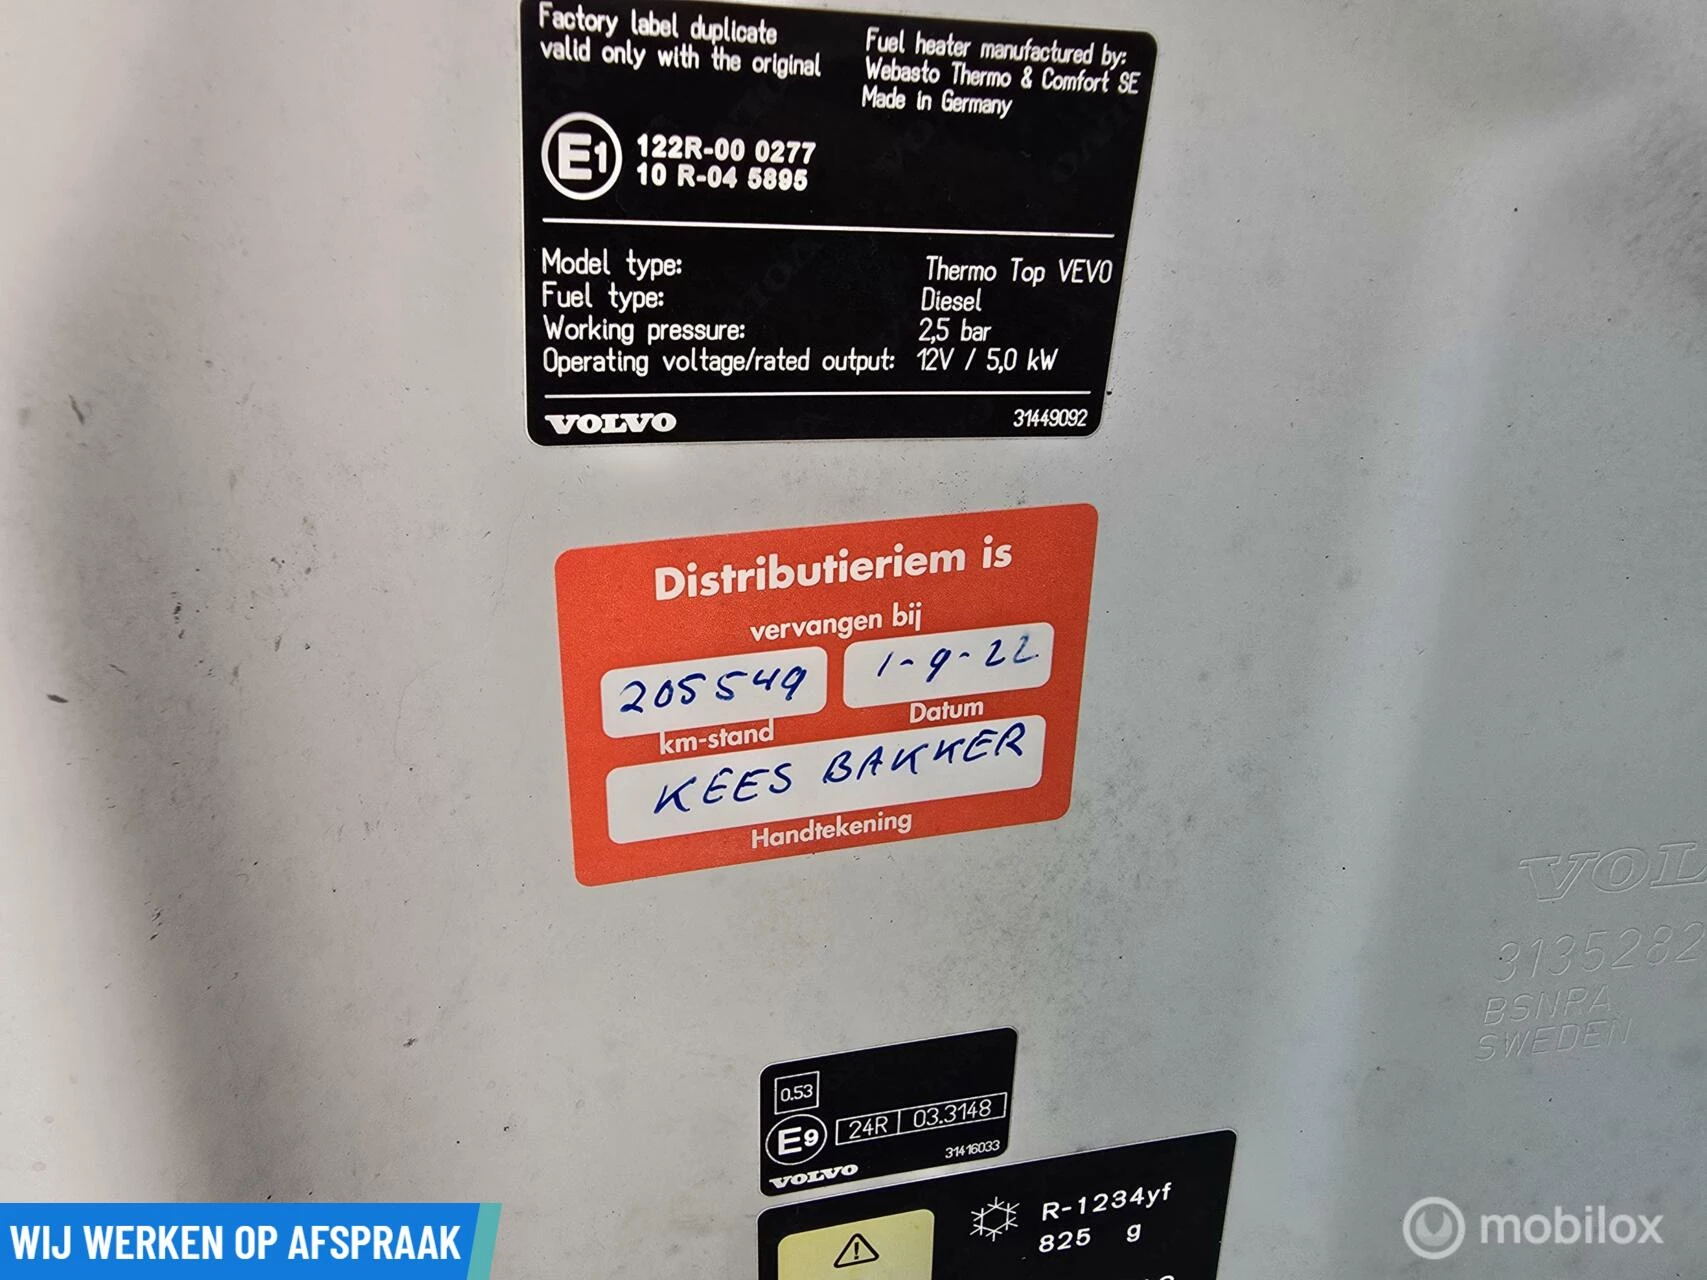 Factory label duplicate
valid only with the original
Fuel heater manufactured by:
Webasto Thermo & Comfort SE
Made in Germany
E1
122R-00 0277
10 R-04 5895
Model type: Thermo Top VEVO
Fuel type: Diesel
Working pressure: 2,5 bar
Operating voltage/rated output: 12V / 5,0 kW
VOLVO 31449092
Distributieriem is
vervangen bij
205549 1-9-22
km-stand Datum
KEES BAKKER
Handtekening
VOL
3135282
BSNRA
SWEDEN
0.53
E9 24R 03.3148
31416033
VOLVO
R-1234yf
825 g
WIJ WERKEN OP AFSPRAAK
mobilox